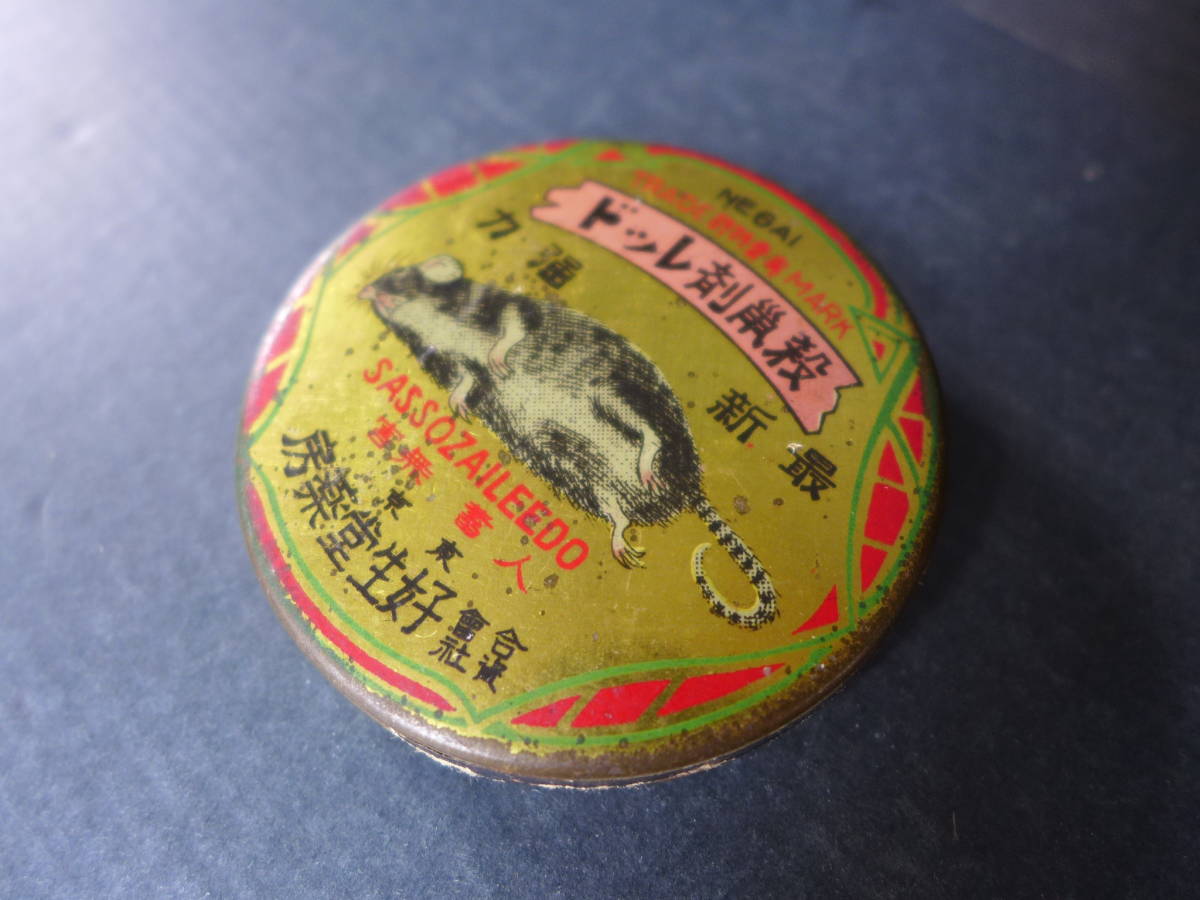 NEGAI
TRADE MARK
殺鼡剤レッド
最新強力
SASSOZAILEEDO
人畜無害
東京
合資會社
好生堂薬房